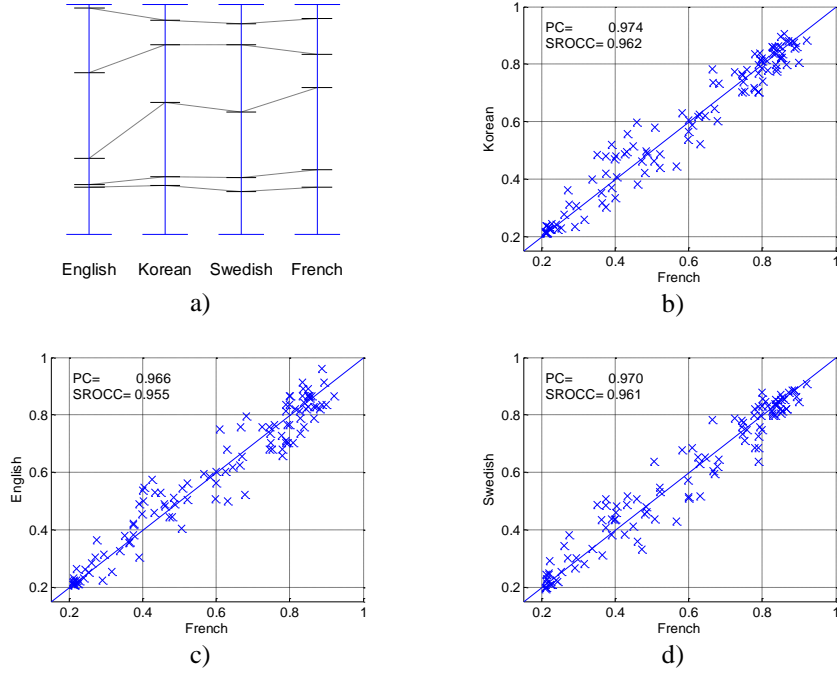 English Korean Swedish French
a)
PC= 0.974
SROCC= 0.962
1
0.8
0.6
0.4
0.2
Korean
0.2 0.4 0.6 0.8 1
French
b)
PC= 0.966
SROCC= 0.955
1
0.8
0.6
0.4
0.2
English
0.2 0.4 0.6 0.8 1
French
c)
PC= 0.970
SROCC= 0.961
1
0.8
0.6
0.4
0.2
Swedish
0.2 0.4 0.6 0.8 1
French
d)